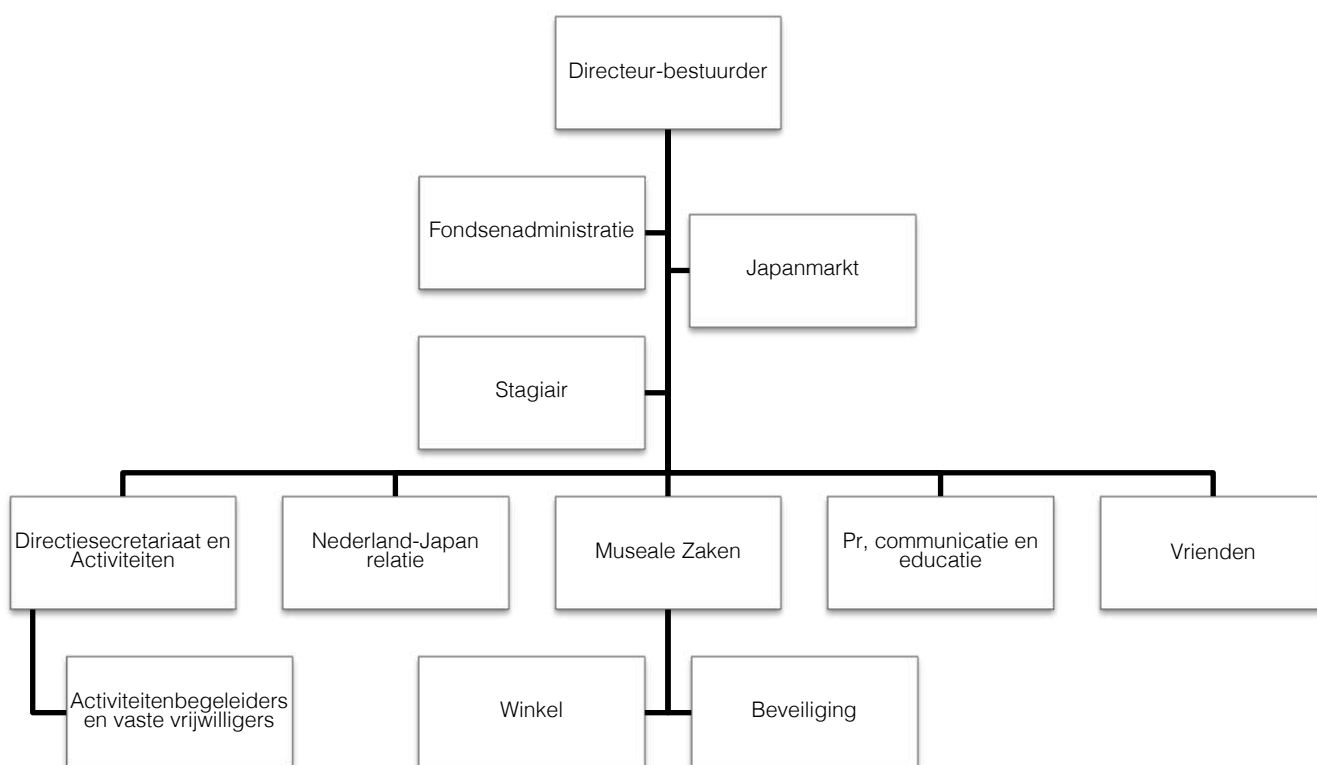 Directeur-bestuurder
Fondsenadministratie
Japanmarkt
Stagiair
Directiesecretariaat en
Activiteiten
Nederland-Japan
relatie
Museale Zaken
Pr, communicatie en
educatie
Vrienden
Activiteitenbegeleiders
en vaste vrijwilligers
Winkel
Beveiliging